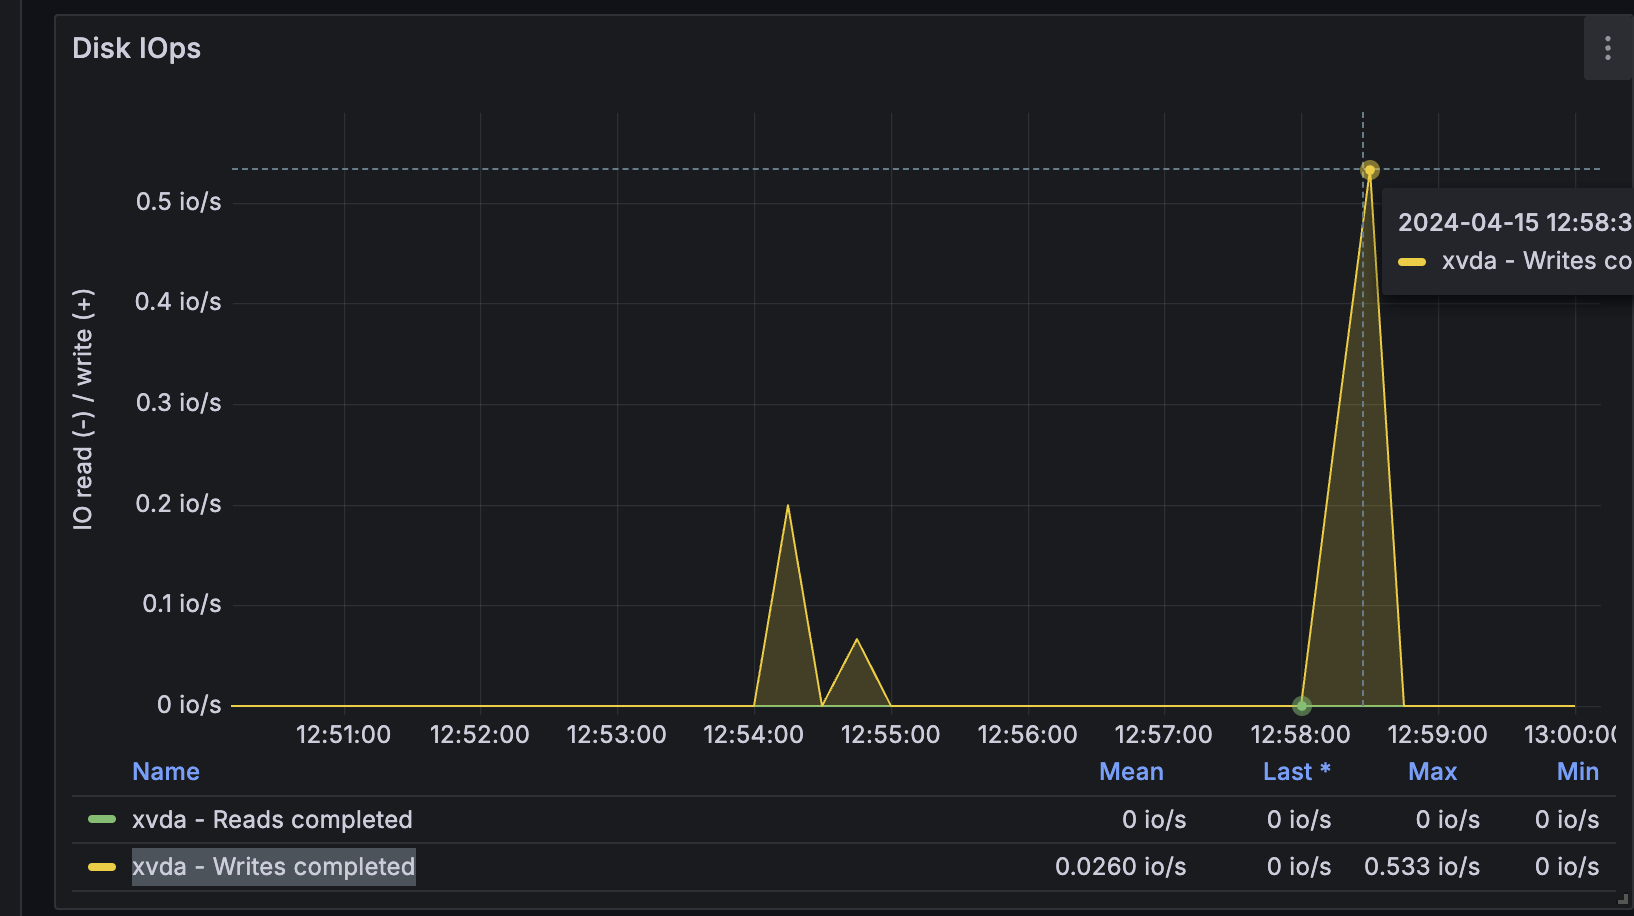 Disk IOps
IO read (-) / write (+)
0.5 io/s
0.4 io/s
0.3 io/s
0.2 io/s
0.1 io/s
0 io/s
2024-04-15 12:58:3
xvda - Writes co
12:51:00 12:52:00 12:53:00 12:54:00 12:55:00 12:56:00 12:57:00 12:58:00 12:59:00 13:00:00
Name Mean Last * Max Min
xvda - Reads completed 0 io/s 0 io/s 0 io/s 0 io/s
xvda - Writes completed 0.0260 io/s 0 io/s 0.533 io/s 0 io/s